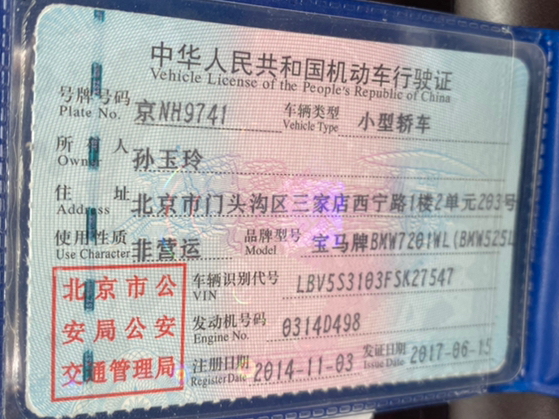 中华人民共和国机动车行驶证
Vehicle License of the People's Republic of China
号牌号码 京NH9741 车辆类型 小型轿车
Plate No. Vehicle Type
所有人 孙玉玲
Owner
住址 北京市门头沟区三家店西宁路1楼2单元203号
Address
使用性质 非营运 品牌型号 宝马牌BMW7201WL(BMW525L
Use Character Model
北京市公
安局公安
交通管理局
车辆识别代号 LBV5S3103FSK27547
VIN
发动机号码 0314D498
Engine No.
注册日期 2014-11-03 发证日期 2017-06-15
Register Date Issue Date